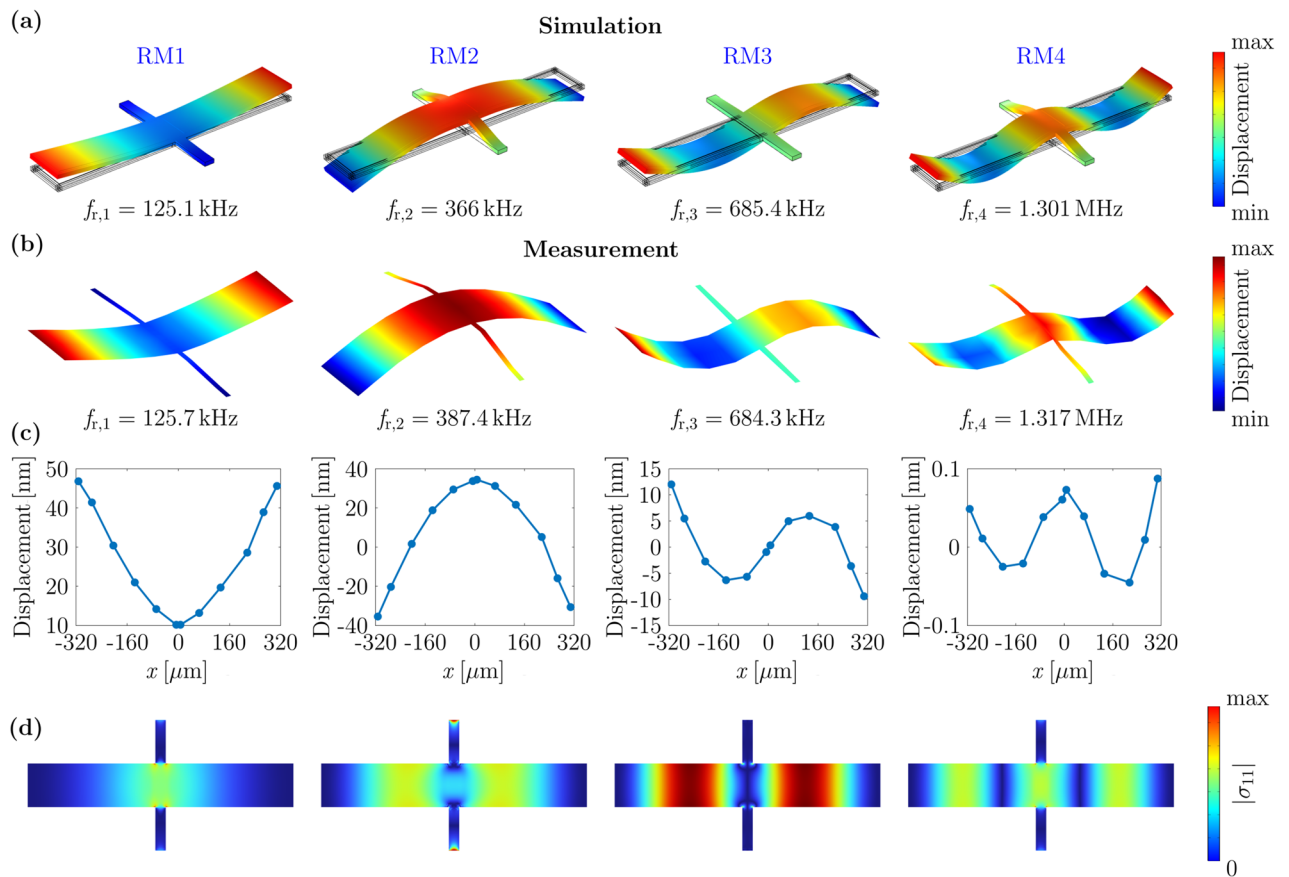 (a)
Simulation
RM1 RM2 RM3 RM4
max
Displacement
min
f_r,1 = 125.1 kHz f_r,2 = 366 kHz f_r,3 = 685.4 kHz f_r,4 = 1.301 MHz
(b)
Measurement
max
Displacement
min
f_r,1 = 125.7 kHz f_r,2 = 387.4 kHz f_r,3 = 684.3 kHz f_r,4 = 1.317 MHz
(c)
Displacement [nm]
50
40
30
20
10
-320 -160 0 160 320
x [μm]
Displacement [nm]
40
20
0
-20
-40
-320 -160 0 160 320
x [μm]
Displacement [nm]
15
10
5
0
-5
-10
-15
-320 -160 0 160 320
x [μm]
Displacement [nm]
0.1
0
-0.1
-320 -160 0 160 320
x [μm]
(d)
max
|σ11|
0